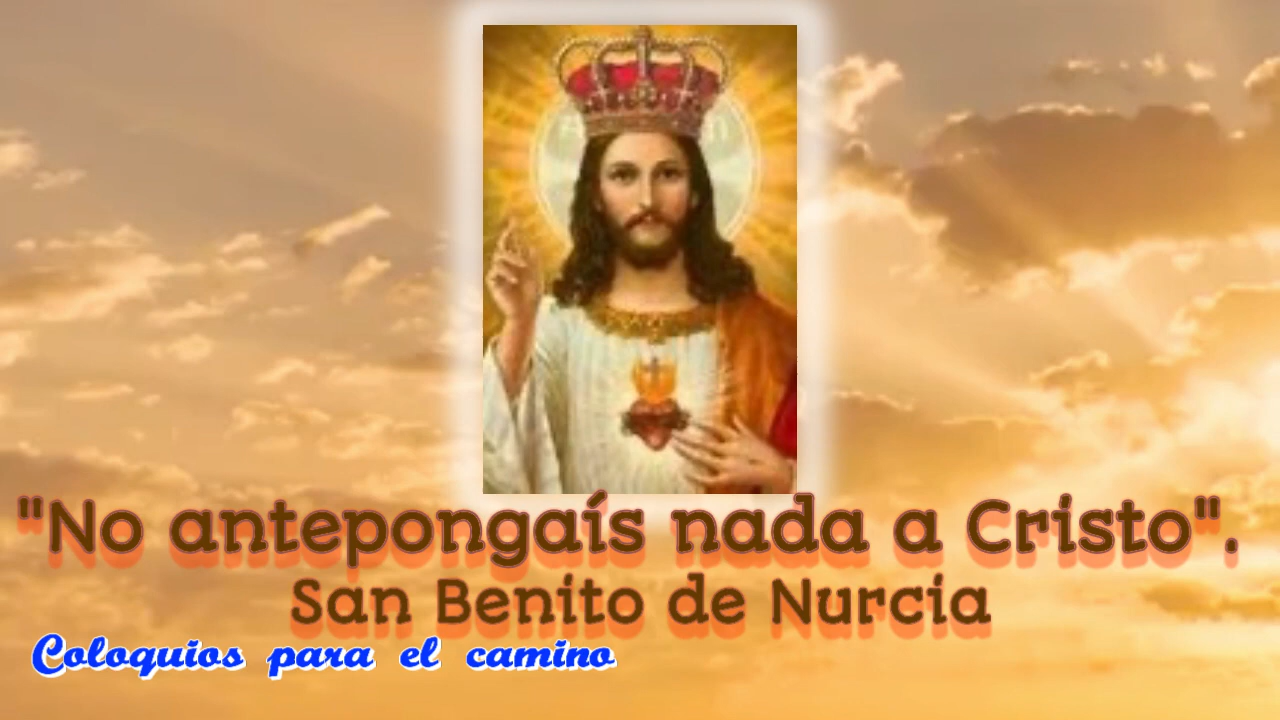 "No antepongaís nada a Cristo".
San Benito de Nurcia
Coloquios para el camino